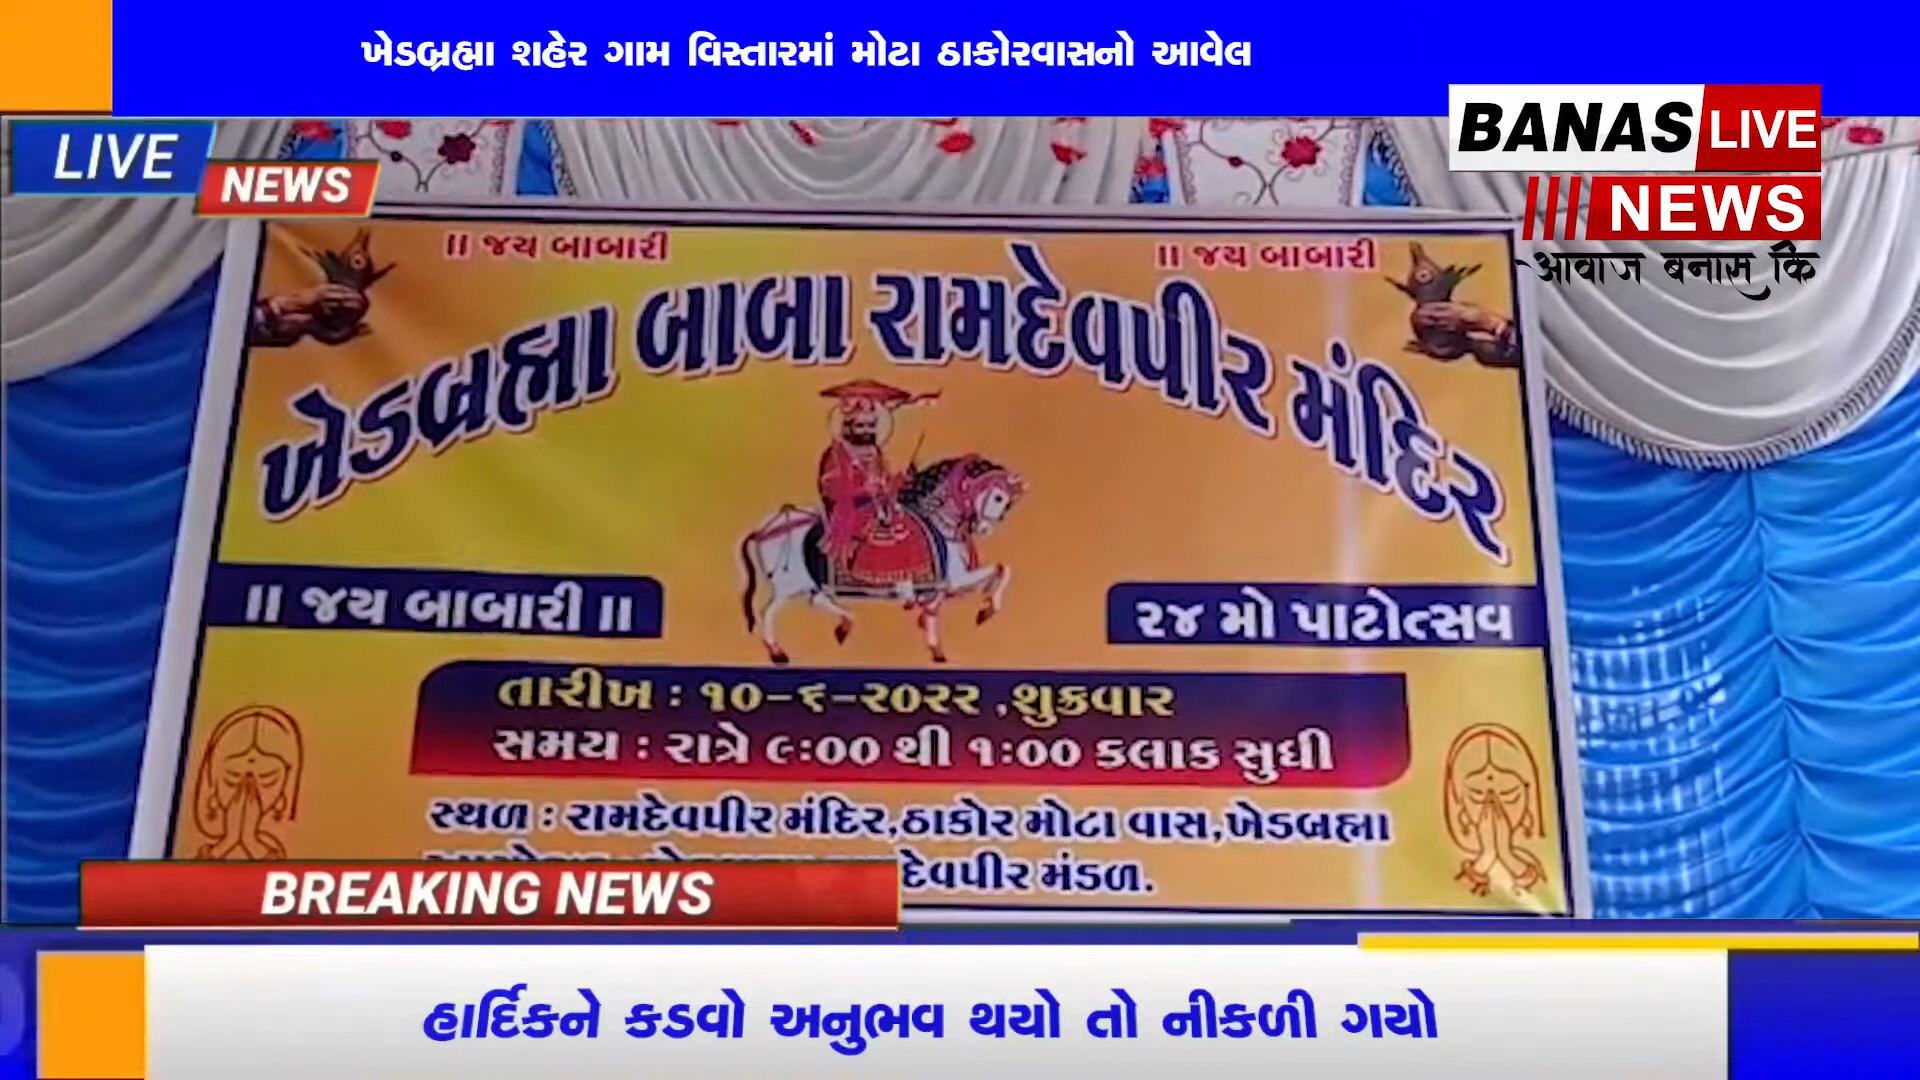 ખેડબ્રહ્મા શહેર ગામ વિસ્તારમાં મોટા ઠાકોરવાસનો આવેલ
BANAS LIVE
NEWS
आवाज बनास कि
LIVE
NEWS
॥ જય બાબારી
॥ જય બાબારી
ખેડબ્રહ્મા બાબા રામદેવપીર મંદિર
॥ જય બાબારી ॥
૨૪ મો પાટોત્સવ
તારીખ : ૧૦-૬-૨૦૨૨ ,શુક્રવાર
સમય : રાત્રે ૯:૦૦ થી ૧:૦૦ કલાક સુધી
સ્થળ : રામદેવપીર મંદિર,ઠાકોર મોટા વાસ,ખેડબ્રહ્મા
દેવપીર મંડળ.
BREAKING NEWS
હાર્દિકને કડવો અનુભવ થયો તો નીકળી ગયો